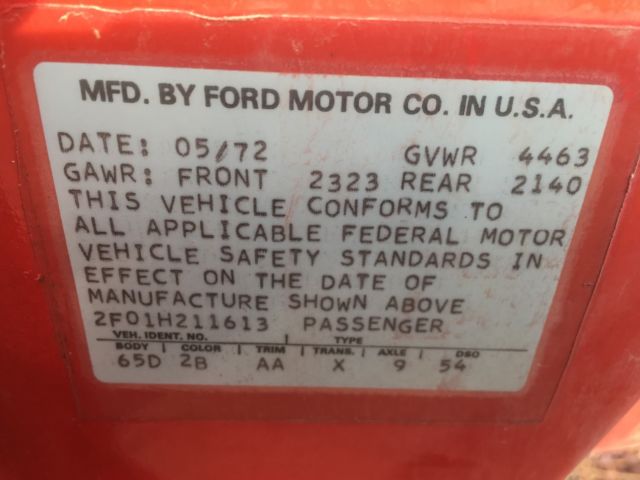 MFD. BY FORD MOTOR CO. IN U.S.A.
DATE: 05/72 GVWR 4463
GAWR: FRONT 2323 REAR 2140
THIS VEHICLE CONFORMS TO
ALL APPLICABLE FEDERAL MOTOR
VEHICLE SAFETY STANDARDS IN
EFFECT ON THE DATE OF
MANUFACTURE SHOWN ABOVE
2F01H211613 PASSENGER
VEH. IDENT. NO. TYPE
BODY COLOR TRIM TRANS. AXLE DSO
65D 2B AA X 9 54